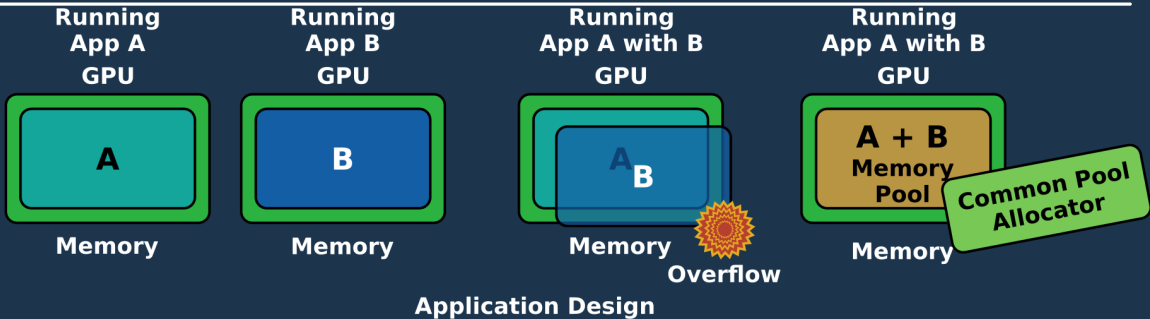 Running
App A
GPU
A
Memory
Running
App B
GPU
B
Memory
Running
App A with B
GPU
A
B
Memory
Overflow
Running
App A with B
GPU
A + B
Memory
Pool
Common Pool
Allocator
Memory
Application Design